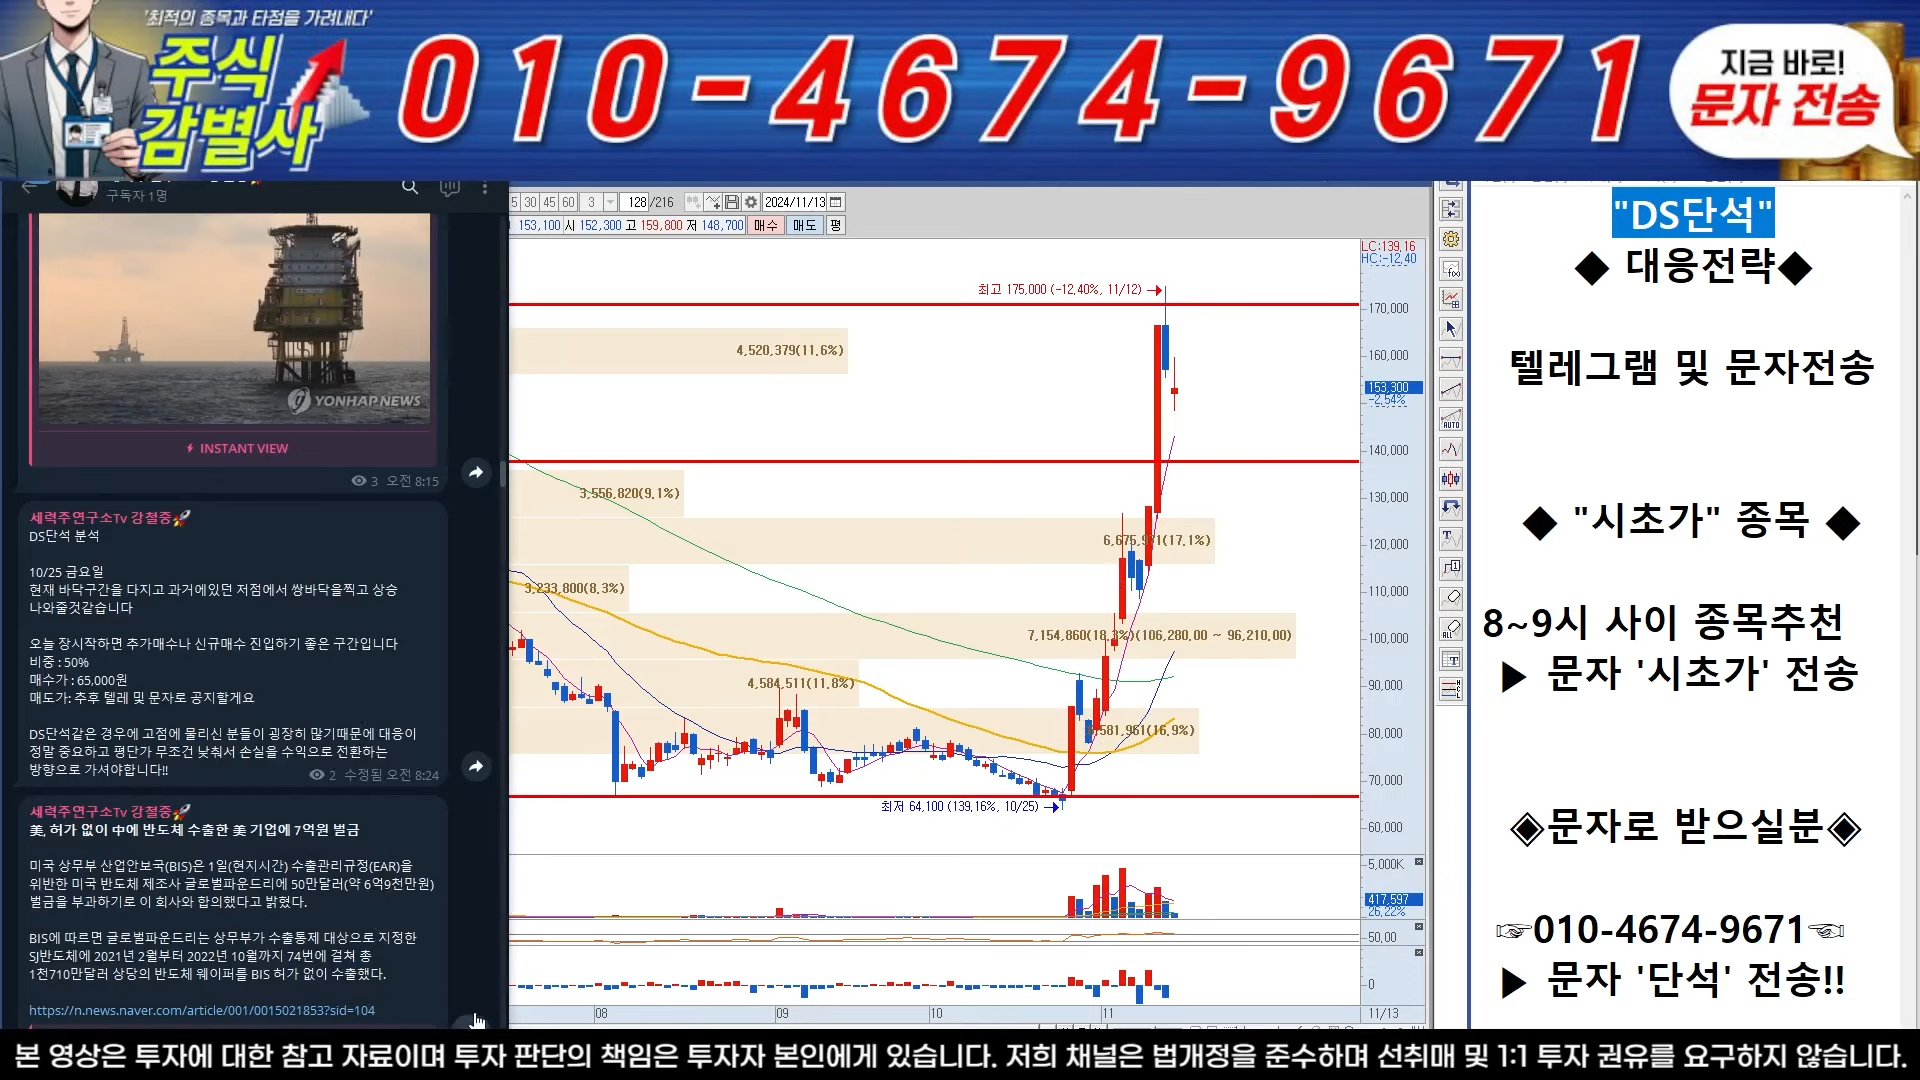 '최적의 종목과 타점을 가려내다'
주식
감별사
010-4674-9671
지금 바로!
문자 전송
구독자 1명
YONHAP NEWS
INSTANT VIEW
3 오전 8:15
세력주연구소Tv 강철중🚀
DS단석 분석
10/25 금요일
현재 바닥구간을 다지고 과거에있던 저점에서 쌍바닥을찍고 상승
나와줄것같습니다
오늘 장시작하면 추가매수나 신규매수 진입하기 좋은 구간입니다
비중 : 50%
매수가 : 65,000원
매도가: 추후 텔레 및 문자로 공지할게요
DS단석같은 경우에 고점에 물리신 분들이 굉장히 많기때문에 대응이
정말 중요하고 평단가 무조건 낮춰서 손실을 수익으로 전환하는
방향으로 가셔야합니다!!
2 수정됨 오전 8:24
세력주연구소Tv 강철중🚀
美, 허가 없이 中에 반도체 수출한 美 기업에 7억원 벌금
미국 상무부 산업안보국(BIS)은 1일(현지시간) 수출관리규정(EAR)을
위반한 미국 반도체 제조사 글로벌파운드리에 50만달러(약 6억9천만원)
벌금을 부과하기로 이 회사와 합의했다고 밝혔다.
BIS에 따르면 글로벌파운드리는 상무부가 수출통제 대상으로 지정한
SJ반도체에 2021년 2월부터 2022년 10월까지 74번에 걸쳐 총
1천710만달러 상당의 반도체 웨이퍼를 BIS 허가 없이 수출했다.
https://n.news.naver.com/article/001/0015021853?sid=104
5 30 45 60 3 128 /216 2024/11/13
153,100 시 152,300 고 159,800 저 148,700 매수 매도 평
LC:139,16
HC:-12,40
최고 175,000 (-12,40%, 11/12)
170,000
4,520,379(11,6%)
160,000
153,300
-2,54%
140,000
3,556,820(9,1%)
130,000
120,000
3,233,800(8,3%)
110,000
7,154,860(18,3%)(106,280,00 ~ 96,210,00)
100,000
4,584,511(11,8%)
90,000
80,000
70,000
최저 64,100 (139,16%, 10/25)
60,000
5,000K
417,597
26,22%
50,00
0
08 09 10 11 11/13
AUTO
ALL
"DS단석"
◆ 대응전략◆
텔레그램 및 문자전송
◆ "시초가" 종목 ◆
8~9시 사이 종목추천
▶ 문자 '시초가' 전송
◈문자로 받으실분◈
☞010-4674-9671☜
▶ 문자 '단석' 전송!!
본 영상은 투자에 대한 참고 자료이며 투자 판단의 책임은 투자자 본인에게 있습니다. 저희 채널은 법개정을 준수하며 선취매 및 1:1 투자 권유를 요구하지 않습니다.